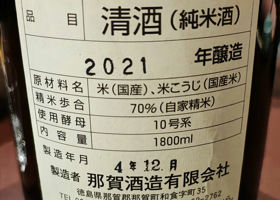 品目 清酒（純米酒）
2021 年醸造
原材料名 米（国産）、米こうじ（国産米）
精米歩合 70%（自家精米）
使用酵母 10号系
内容量 1800ml
製造年月 4年12月
製造者 那賀酒造有限会社
徳島県那賀郡那賀町和食字町35